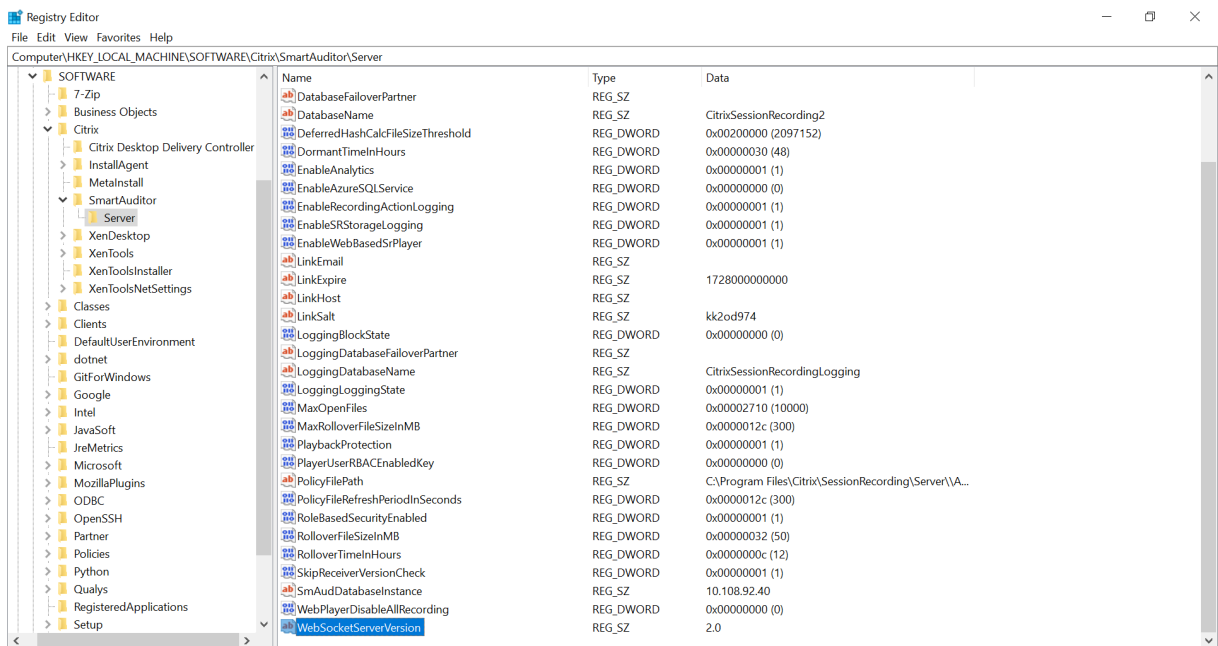 Registry Editor
File Edit View Favorites Help
Computer\HKEY_LOCAL_MACHINE\SOFTWARE\Citrix\SmartAuditor\Server
SOFTWARE
7-Zip
Business Objects
Citrix
Citrix Desktop Delivery Controller
InstallAgent
MetaInstall
SmartAuditor
Server
XenDesktop
XenTools
XenToolsInstaller
XenToolsNetSettings
Classes
Clients
DefaultUserEnvironment
dotnet
GitForWindows
Google
Intel
JavaSoft
JreMetrics
Microsoft
MozillaPlugins
ODBC
OpenSSH
Partner
Policies
Python
Qualys
RegisteredApplications
Setup
Name Type Data
DatabaseFailoverPartner REG_SZ
DatabaseName REG_SZ CitrixSessionRecording2
DeferredHashCalcFileSizeThreshold REG_DWORD 0x00200000 (2097152)
DormantTimeInHours REG_DWORD 0x00000030 (48)
EnableAnalytics REG_DWORD 0x00000001 (1)
EnableAzureSQLService REG_DWORD 0x00000000 (0)
EnableRecordingActionLogging REG_DWORD 0x00000001 (1)
EnableSRStorageLogging REG_DWORD 0x00000001 (1)
EnableWebBasedSrPlayer REG_DWORD 0x00000001 (1)
LinkEmail REG_SZ
LinkExpire REG_SZ 1728000000000
LinkHost REG_SZ
LinkSalt REG_SZ kk2od974
LoggingBlockState REG_DWORD 0x00000000 (0)
LoggingDatabaseFailoverPartner REG_SZ
LoggingDatabaseName REG_SZ CitrixSessionRecordingLogging
LoggingLoggingState REG_DWORD 0x00000001 (1)
MaxOpenFiles REG_DWORD 0x00002710 (10000)
MaxRolloverFileSizeInMB REG_DWORD 0x0000012c (300)
PlaybackProtection REG_DWORD 0x00000001 (1)
PlayerUserRBACEnabledKey REG_DWORD 0x00000000 (0)
PolicyFilePath REG_SZ C:\Program Files\Citrix\SessionRecording\Server\\A...
PolicyFileRefreshPeriodInSeconds REG_DWORD 0x0000012c (300)
RoleBasedSecurityEnabled REG_DWORD 0x00000001 (1)
RolloverFileSizeInMB REG_DWORD 0x00000032 (50)
RolloverTimeInHours REG_DWORD 0x0000000c (12)
SkipReceiverVersionCheck REG_DWORD 0x00000001 (1)
SmAudDatabaseInstance REG_SZ 10.108.92.40
WebPlayerDisableAllRecording REG_DWORD 0x00000000 (0)
WebSocketServerVersion REG_SZ 2.0